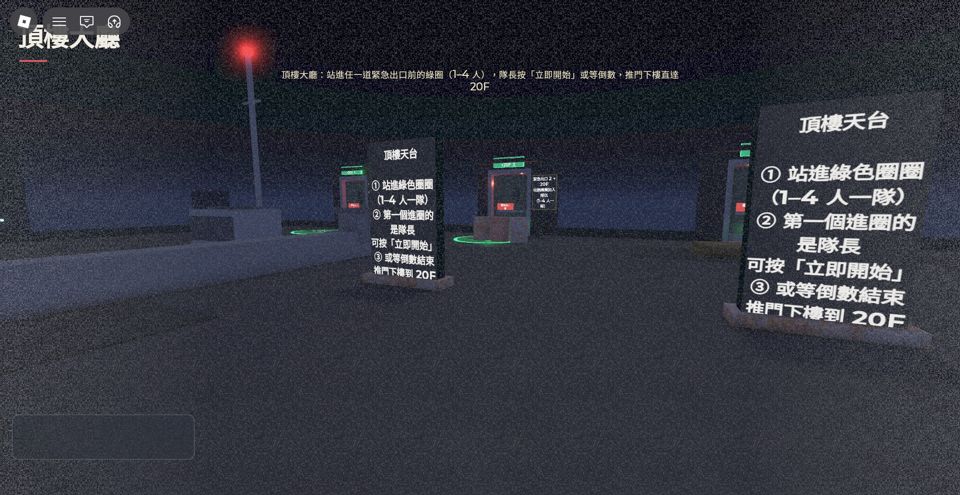 頂樓大廳
頂樓大廳：站進任一道緊急出口前的綠圈（1–4 人），隊長按「立即開始」或等倒數，推門下樓直達
20F
頂樓天台
① 站進綠色圈圈
（1–4 人一隊）
② 第一個進圈的
是隊長
可按「立即開始」
③ 或等倒數結束
推門下樓到 20F
頂樓天台
① 站進綠色圈圈
（1–4 人一隊）
② 第一個進圈的
是隊長
可按「立即開始」
③ 或等倒數結束
推門下樓到 20F